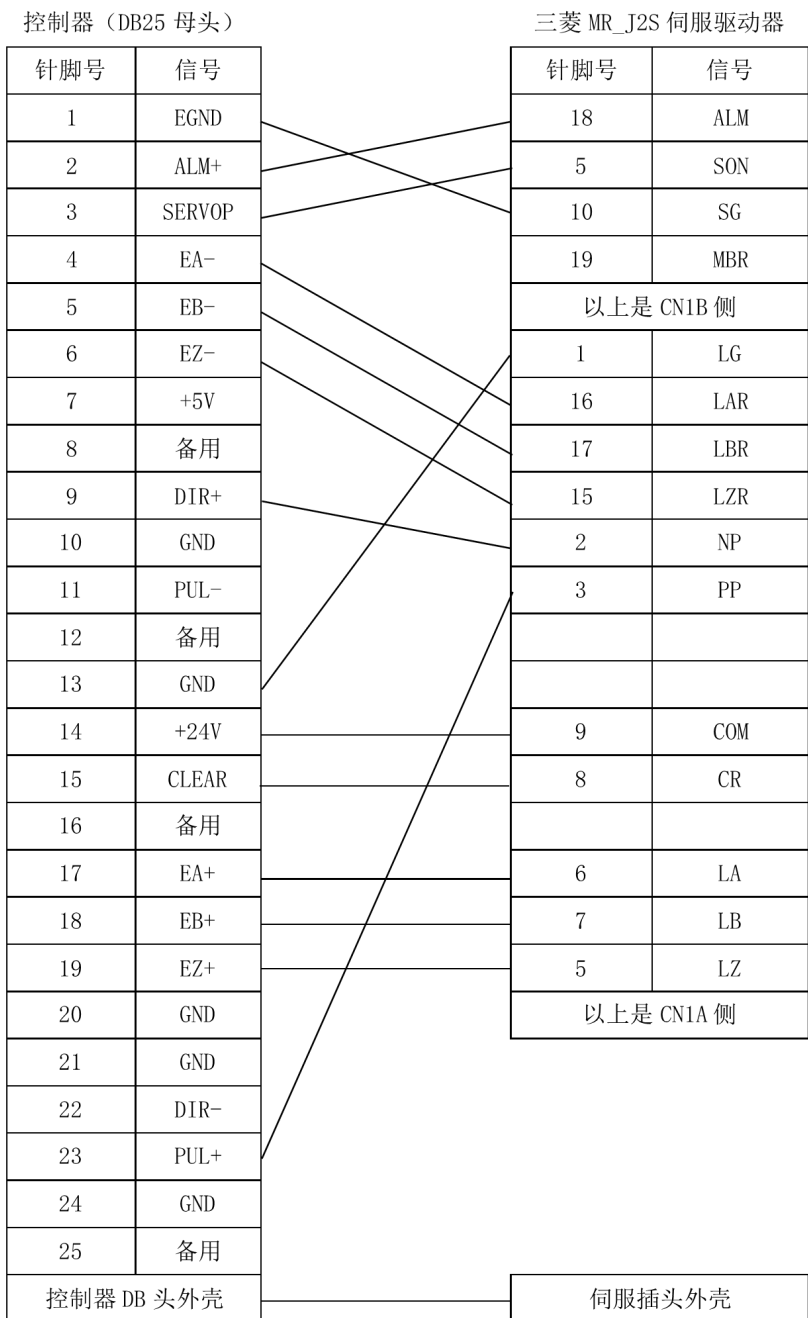 控制器（DB25 母头） 三菱 MR_J2S 伺服驱动器
针脚号 信号 针脚号 信号
1 EGND 18 ALM
2 ALM+ 5 SON
3 SERVOP 10 SG
4 EA- 19 MBR
5 EB- 以上是 CN1B 侧
6 EZ- 1 LG
7 +5V 16 LAR
8 备用 17 LBR
9 DIR+ 15 LZR
10 GND 2 NP
11 PUL- 3 PP
12 备用
13 GND
14 +24V 9 COM
15 CLEAR 8 CR
16 备用
17 EA+ 6 LA
18 EB+ 7 LB
19 EZ+ 5 LZ
20 GND 以上是 CN1A 侧
21 GND
22 DIR-
23 PUL+
24 GND
25 备用
控制器 DB 头外壳 伺服插头外壳